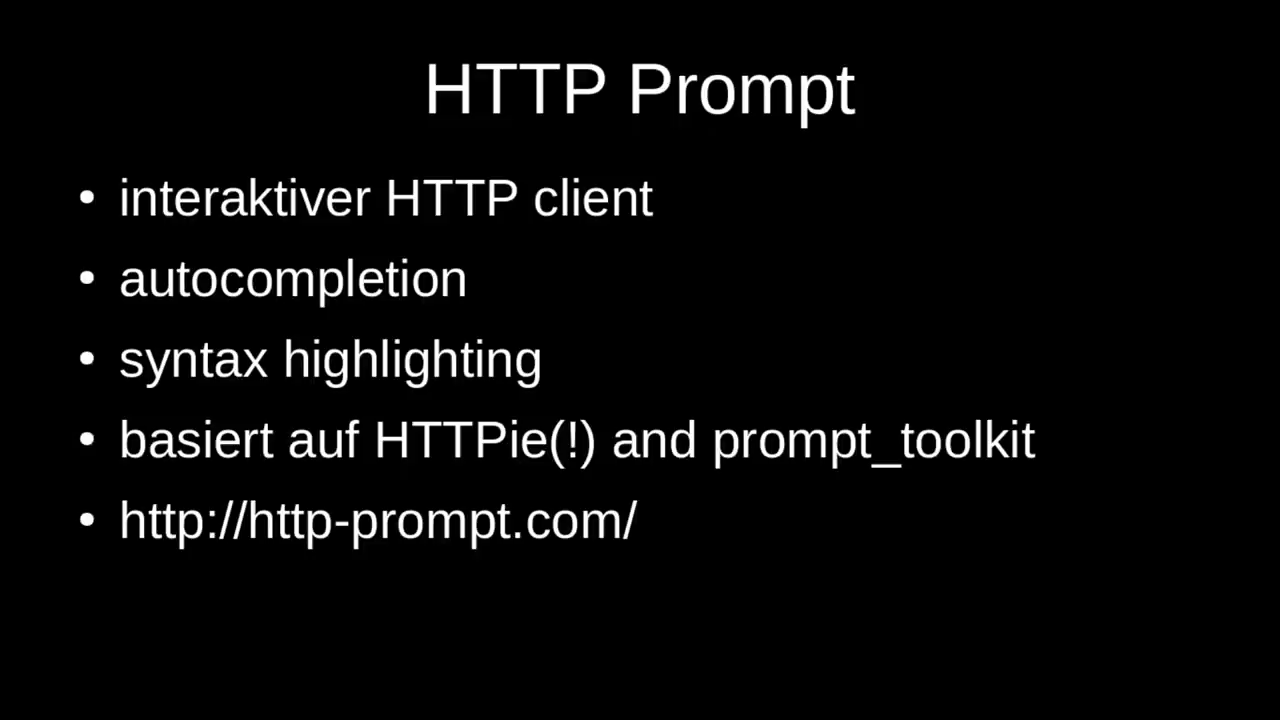 HTTP Prompt
• interaktiver HTTP client
• autocompletion
• syntax highlighting
• basiert auf HTTPie(!) and prompt_toolkit
• http://http-prompt.com/